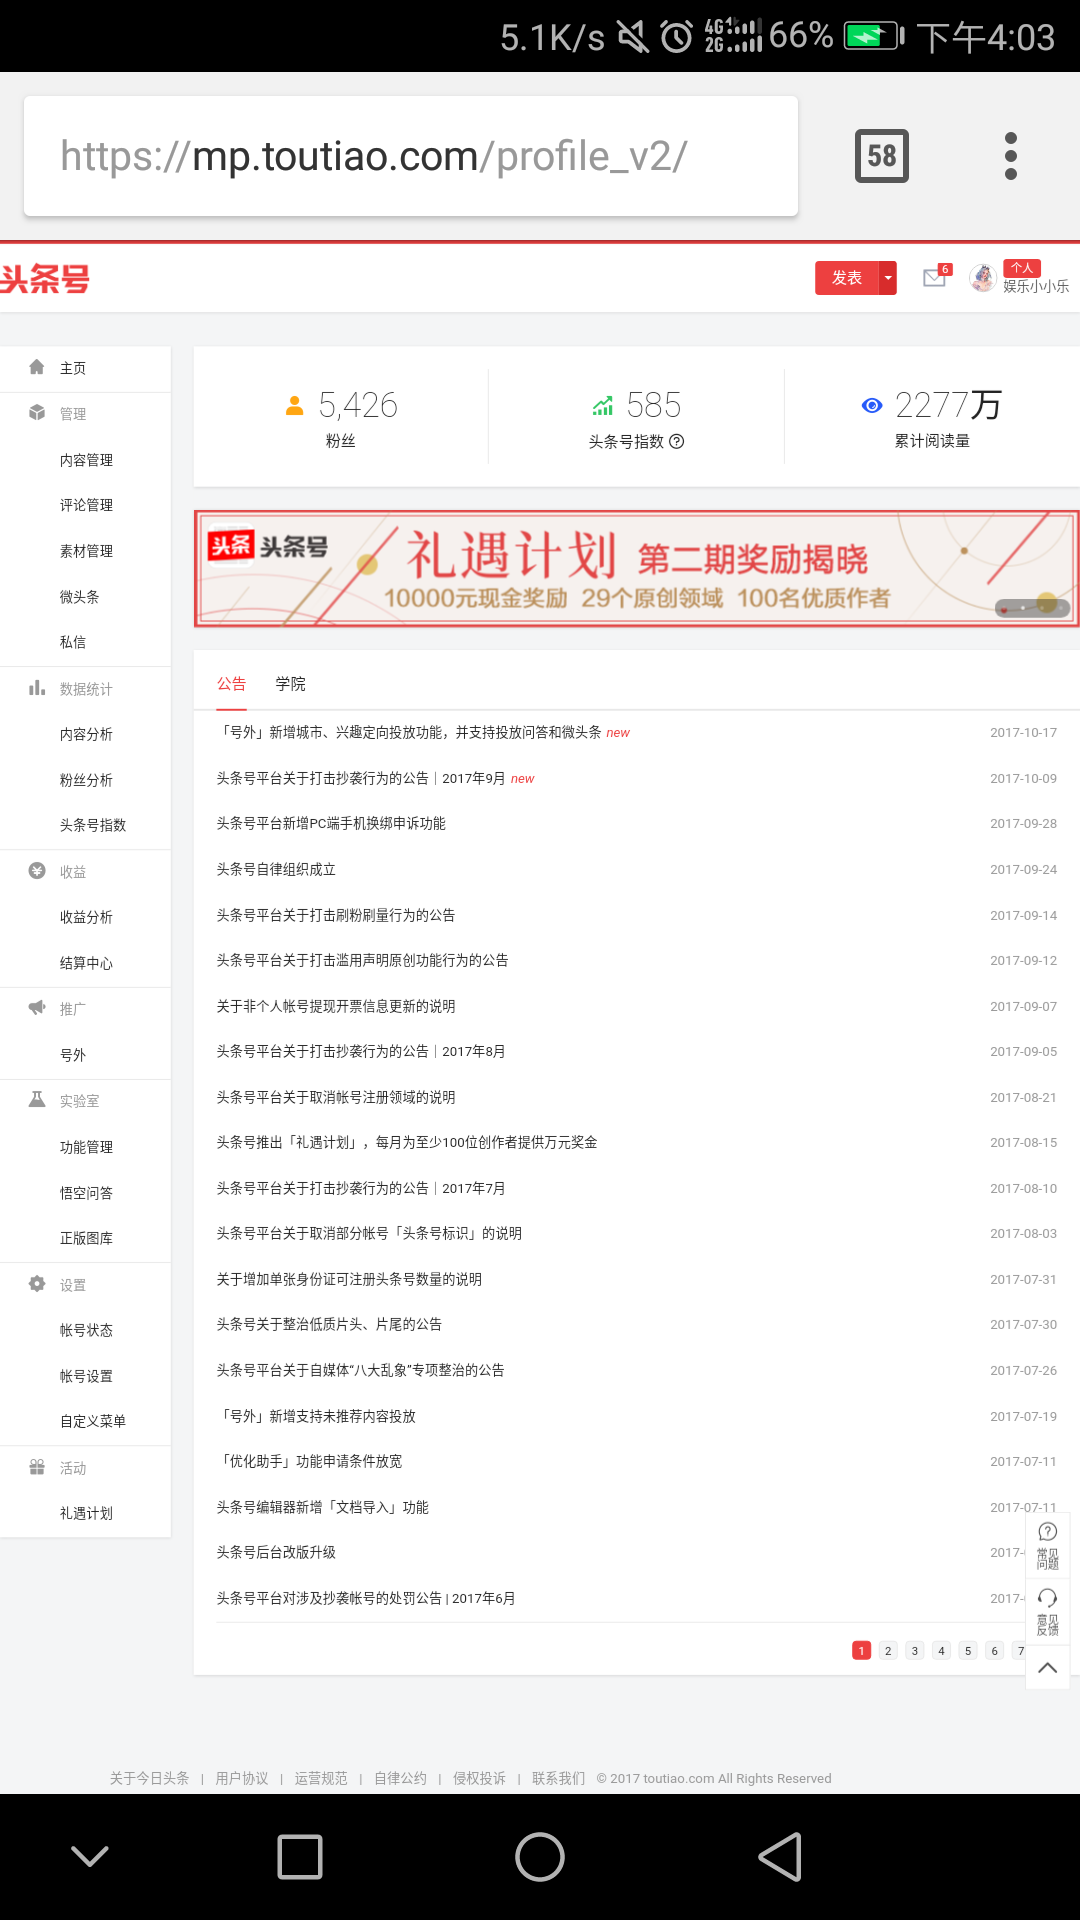 5.1K/s 4G 2G 66% 下午4:03
https://mp.toutiao.com/profile_v2/ 58
头条号 发表 6 个人
娱乐小小乐
主页
管理
内容管理
评论管理
素材管理
微头条
私信
数据统计
内容分析
粉丝分析
头条号指数
收益
收益分析
结算中心
推广
号外
实验室
功能管理
悟空问答
正版图库
设置
帐号状态
帐号设置
自定义菜单
活动
礼遇计划
5,426 585 2277万
粉丝 头条号指数 累计阅读量
头条 头条号 礼遇计划 第二期奖励揭晓
10000元现金奖励 29个原创领域 100名优质作者
公告 学院
「号外」新增城市、兴趣定向投放功能，并支持投放问答和微头条 new 2017-10-17
头条号平台关于打击抄袭行为的公告｜2017年9月 new 2017-10-09
头条号平台新增PC端手机换绑申诉功能 2017-09-28
头条号自律组织成立 2017-09-24
头条号平台关于打击刷粉刷量行为的公告 2017-09-14
头条号平台关于打击滥用声明原创功能行为的公告 2017-09-12
关于非个人帐号提现开票信息更新的说明 2017-09-07
头条号平台关于打击抄袭行为的公告｜2017年8月 2017-09-05
头条号平台关于取消帐号注册领域的说明 2017-08-21
头条号推出「礼遇计划」，每月为至少100位创作者提供万元奖金 2017-08-15
头条号平台关于打击抄袭行为的公告｜2017年7月 2017-08-10
头条号平台关于取消部分帐号「头条号标识」的说明 2017-08-03
关于增加单张身份证可注册头条号数量的说明 2017-07-31
头条号关于整治低质片头、片尾的公告 2017-07-30
头条号平台关于自媒体“八大乱象”专项整治的公告 2017-07-26
「号外」新增支持未推荐内容投放 2017-07-19
「优化助手」功能申请条件放宽 2017-07-11
头条号编辑器新增「文档导入」功能 2017-07-11
头条号后台改版升级 2017-
头条号平台对涉及抄袭帐号的处罚公告 | 2017年6月 2017-
常见
问题
意见
反馈
1 2 3 4 5 6 7
关于今日头条 | 用户协议 | 运营规范 | 自律公约 | 侵权投诉 | 联系我们 © 2017 toutiao.com All Rights Reserved